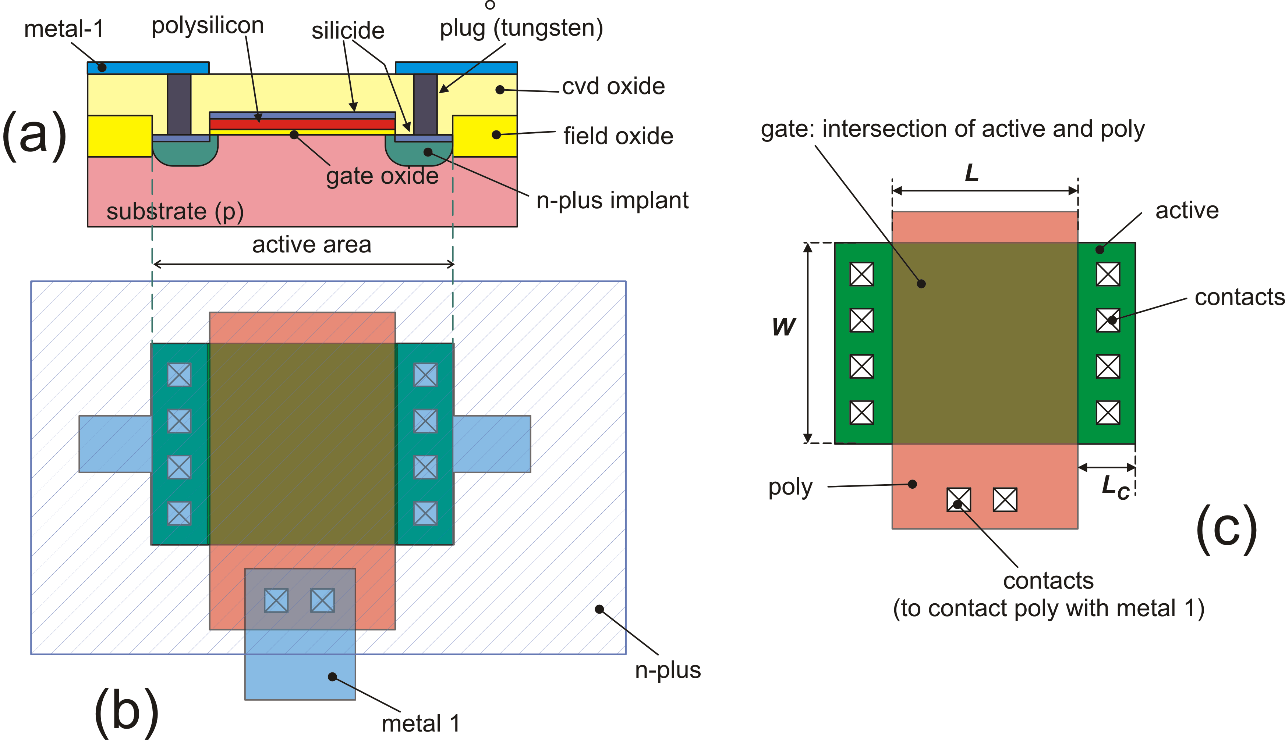 metal-1
polysilicon
silicide
plug (tungsten)
cvd oxide
(a)
field oxide
gate oxide
n-plus implant
substrate (p)
active area
n-plus
metal 1
(b)
gate: intersection of active and poly
L
active
contacts
W
poly
LC
contacts
(to contact poly with metal 1)
(c)